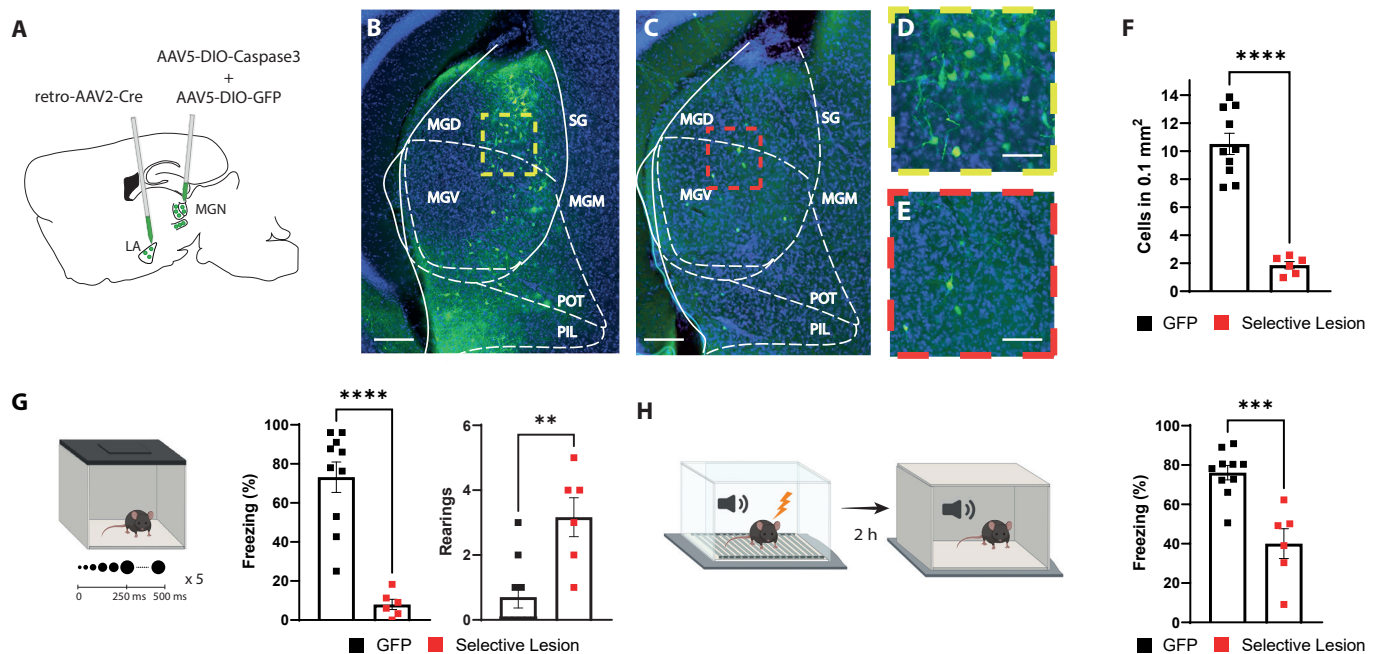 A
AAV5-DIO-Caspase3
+
AAV5-DIO-GFP
retro-AAV2-Cre
MGN
LA
B
MGD
SG
MGV
MGM
POT
PIL
C
MGD
SG
MGV
MGM
POT
PIL
D
E
F
****
Cells in 0.1 mm²
14
12
10
8
6
4
2
0
GFP
Selective Lesion
G
x 5
0
250 ms
500 ms
****
Freezing (%)
100
80
60
40
20
0
**
Rearings
6
4
2
0
GFP
Selective Lesion
H
2 h
***
Freezing (%)
100
80
60
40
20
0
GFP
Selective Lesion